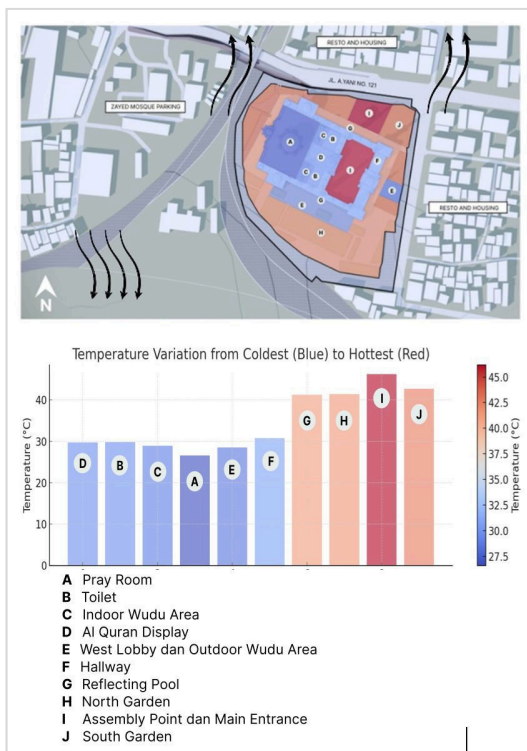 RESTO AND HOUSING
JL. A.YANI NO. 121
ZAYED MOSQUE PARKING
I
J
G
C
B
A
F
D
I
C
B
E
G
E
RESTO AND HOUSING
H
N
Temperature Variation from Coldest (Blue) to Hottest (Red)
Temperature (°C)
40
30
20
10
0
D
B
C
A
E
F
G
H
I
J
45.0
42.5
40.0
37.5
35.0
32.5
30.0
27.5
Temperature (°C)
A Pray Room
B Toilet
C Indoor Wudu Area
D Al Quran Display
E West Lobby dan Outdoor Wudu Area
F Hallway
G Reflecting Pool
H North Garden
I Assembly Point dan Main Entrance
J South Garden